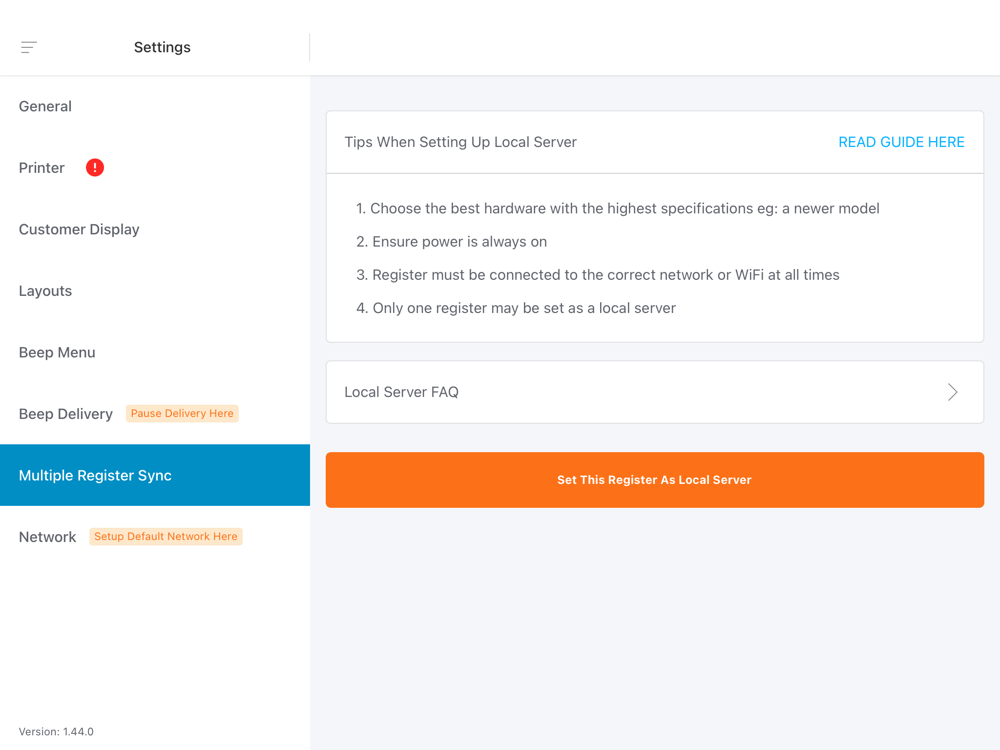 Settings
General
Printer
Customer Display
Layouts
Beep Menu
Beep Delivery Pause Delivery Here
Multiple Register Sync
Network Setup Default Network Here
Version: 1.44.0
Tips When Setting Up Local Server READ GUIDE HERE
1. Choose the best hardware with the highest specifications eg: a newer model
2. Ensure power is always on
3. Register must be connected to the correct network or WiFi at all times
4. Only one register may be set as a local server
Local Server FAQ
Set This Register As Local Server